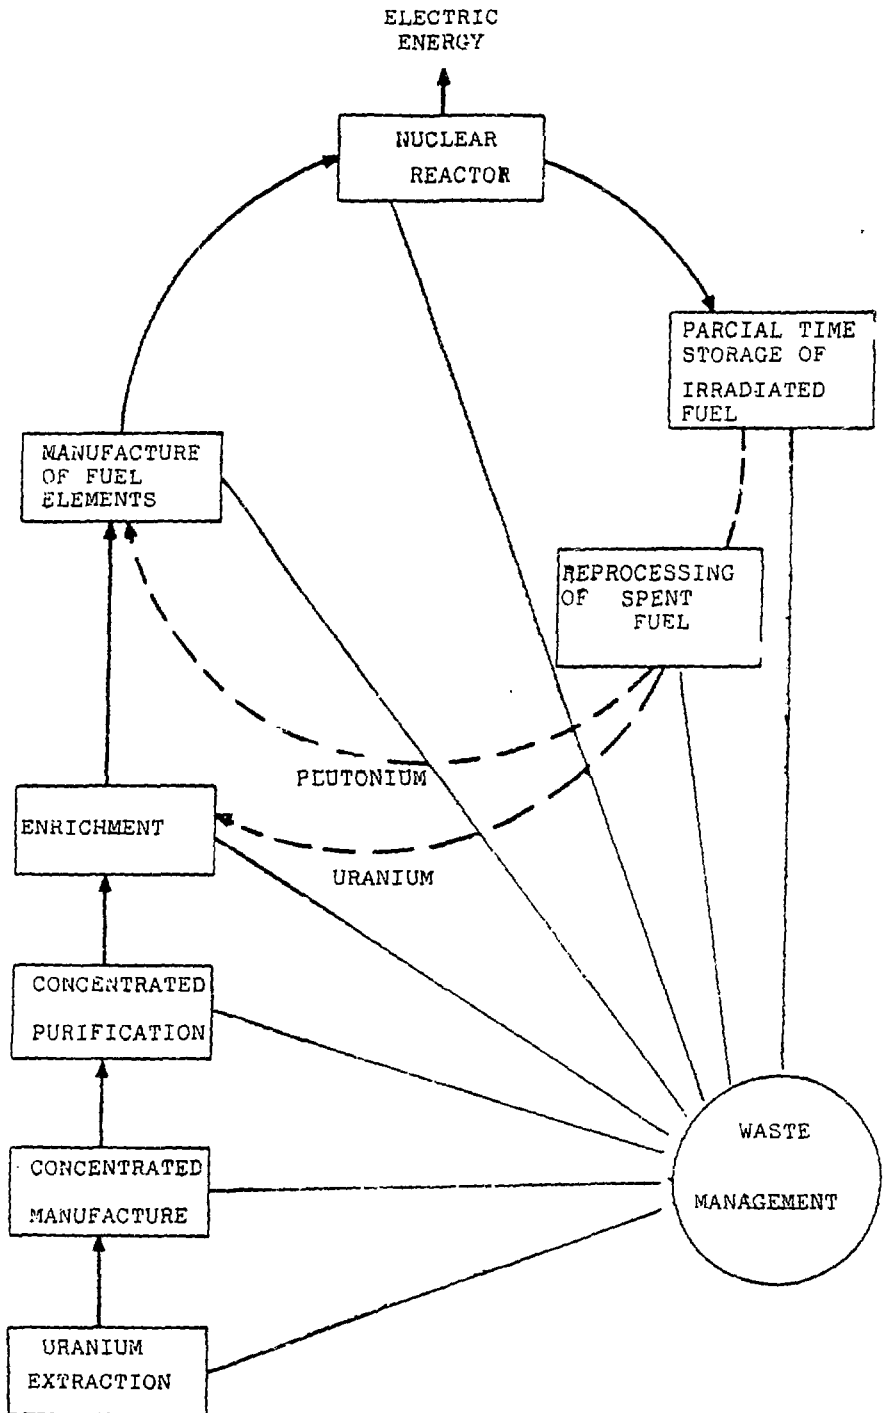 ELECTRIC
ENERGY
NUCLEAR
REACTOR
PARCIAL TIME
STORAGE OF
IRRADIATED
FUEL
MANUFACTURE
OF FUEL
ELEMENTS
REPROCESSING
OF SPENT
FUEL
PLUTONIUM
ENRICHMENT
URANIUM
CONCENTRATED
PURIFICATION
WASTE
MANAGEMENT
CONCENTRATED
MANUFACTURE
URANIUM
EXTRACTION